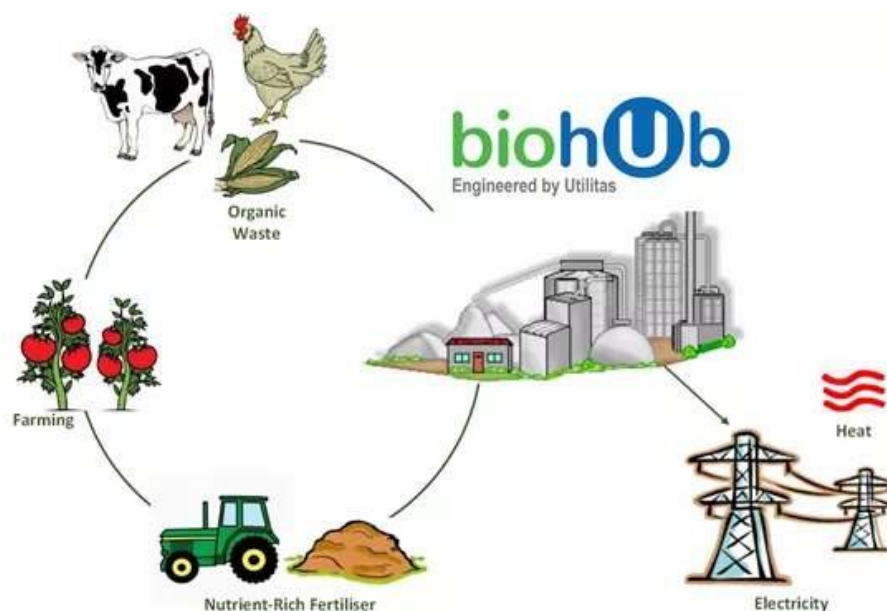 biohUb
Engineered by Utilitas
Organic
Waste
Farming
Heat
Nutrient-Rich Fertiliser
Electricity